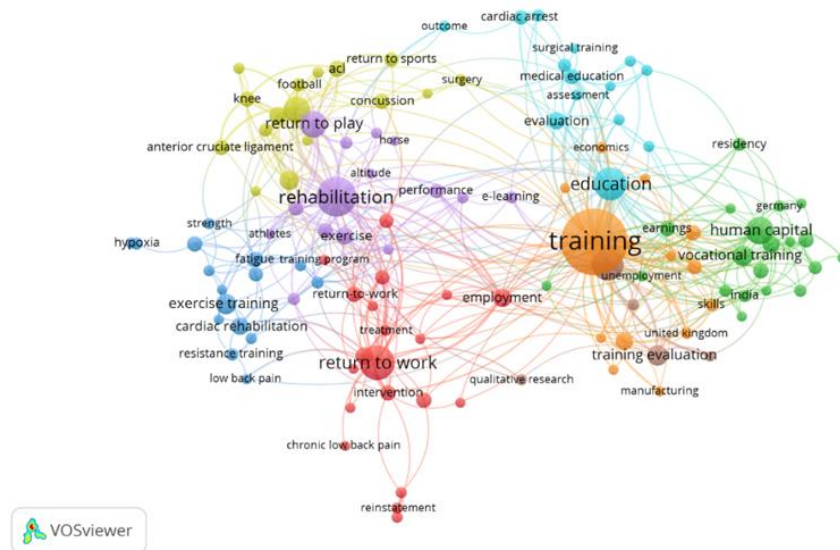 outcome
cardiac arrest
surgical training
return to sports
acl
football
medical education
surgery
assessment
knee
concussion
return to play
evaluation
horse
economics
residency
anterior cruciate ligament
altitude
education
rehabilitation
performance
e-learning
germany
strength
training
earnings
human capital
hypoxia
athletes
exercise
fatigue
training program
unemployment
vocational training
exercise training
return-to-work
employment
skills
india
cardiac rehabilitation
treatment
united kingdom
resistance training
return to work
training evaluation
low back pain
intervention
qualitative research
manufacturing
chronic low back pain
reinstatement
VOSviewer